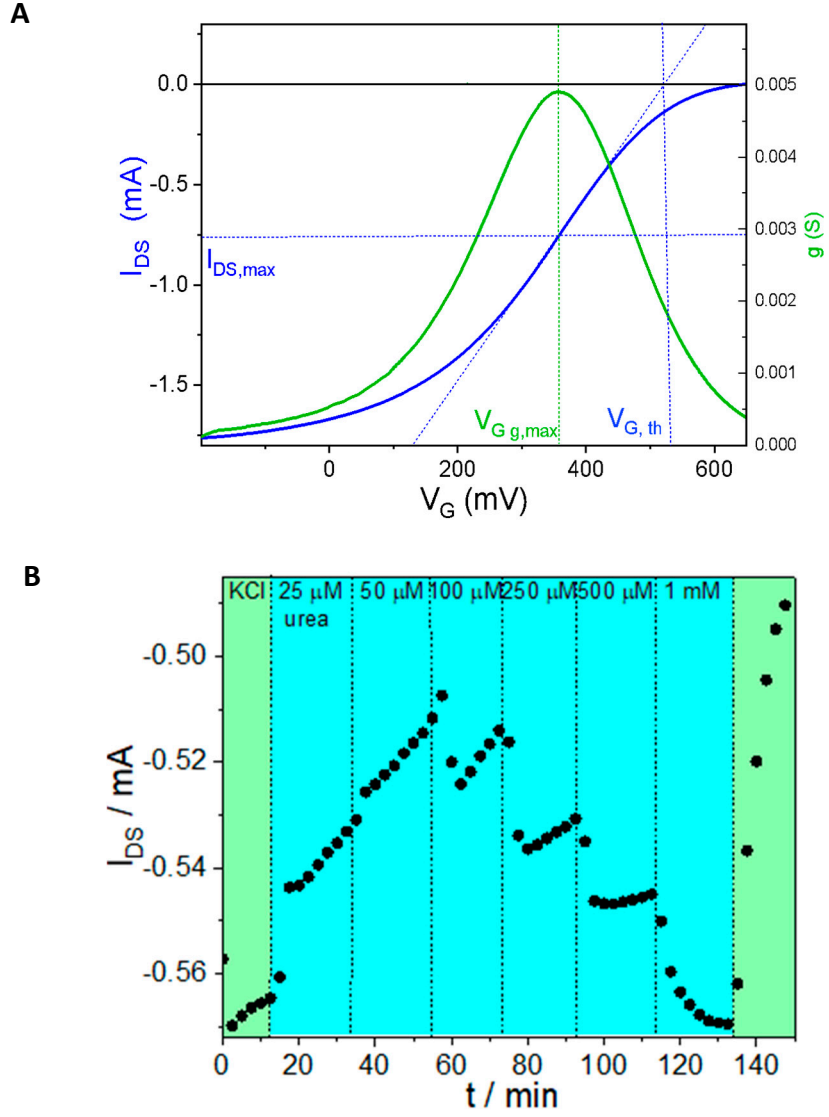 A
0.0
-0.5
-1.0
-1.5
I_DS (mA)
0.005
0.004
0.003
0.002
0.001
0.000
g (S)
I_DS,max
V_G g,max
V_G, th
0 200 400 600
V_G (mV)
B
KCl 25 μM 50 μM 100 μM 250 μM 500 μM 1 mM
urea
-0.50
-0.52
-0.54
-0.56
I_DS / mA
0 20 40 60 80 100 120 140
t / min